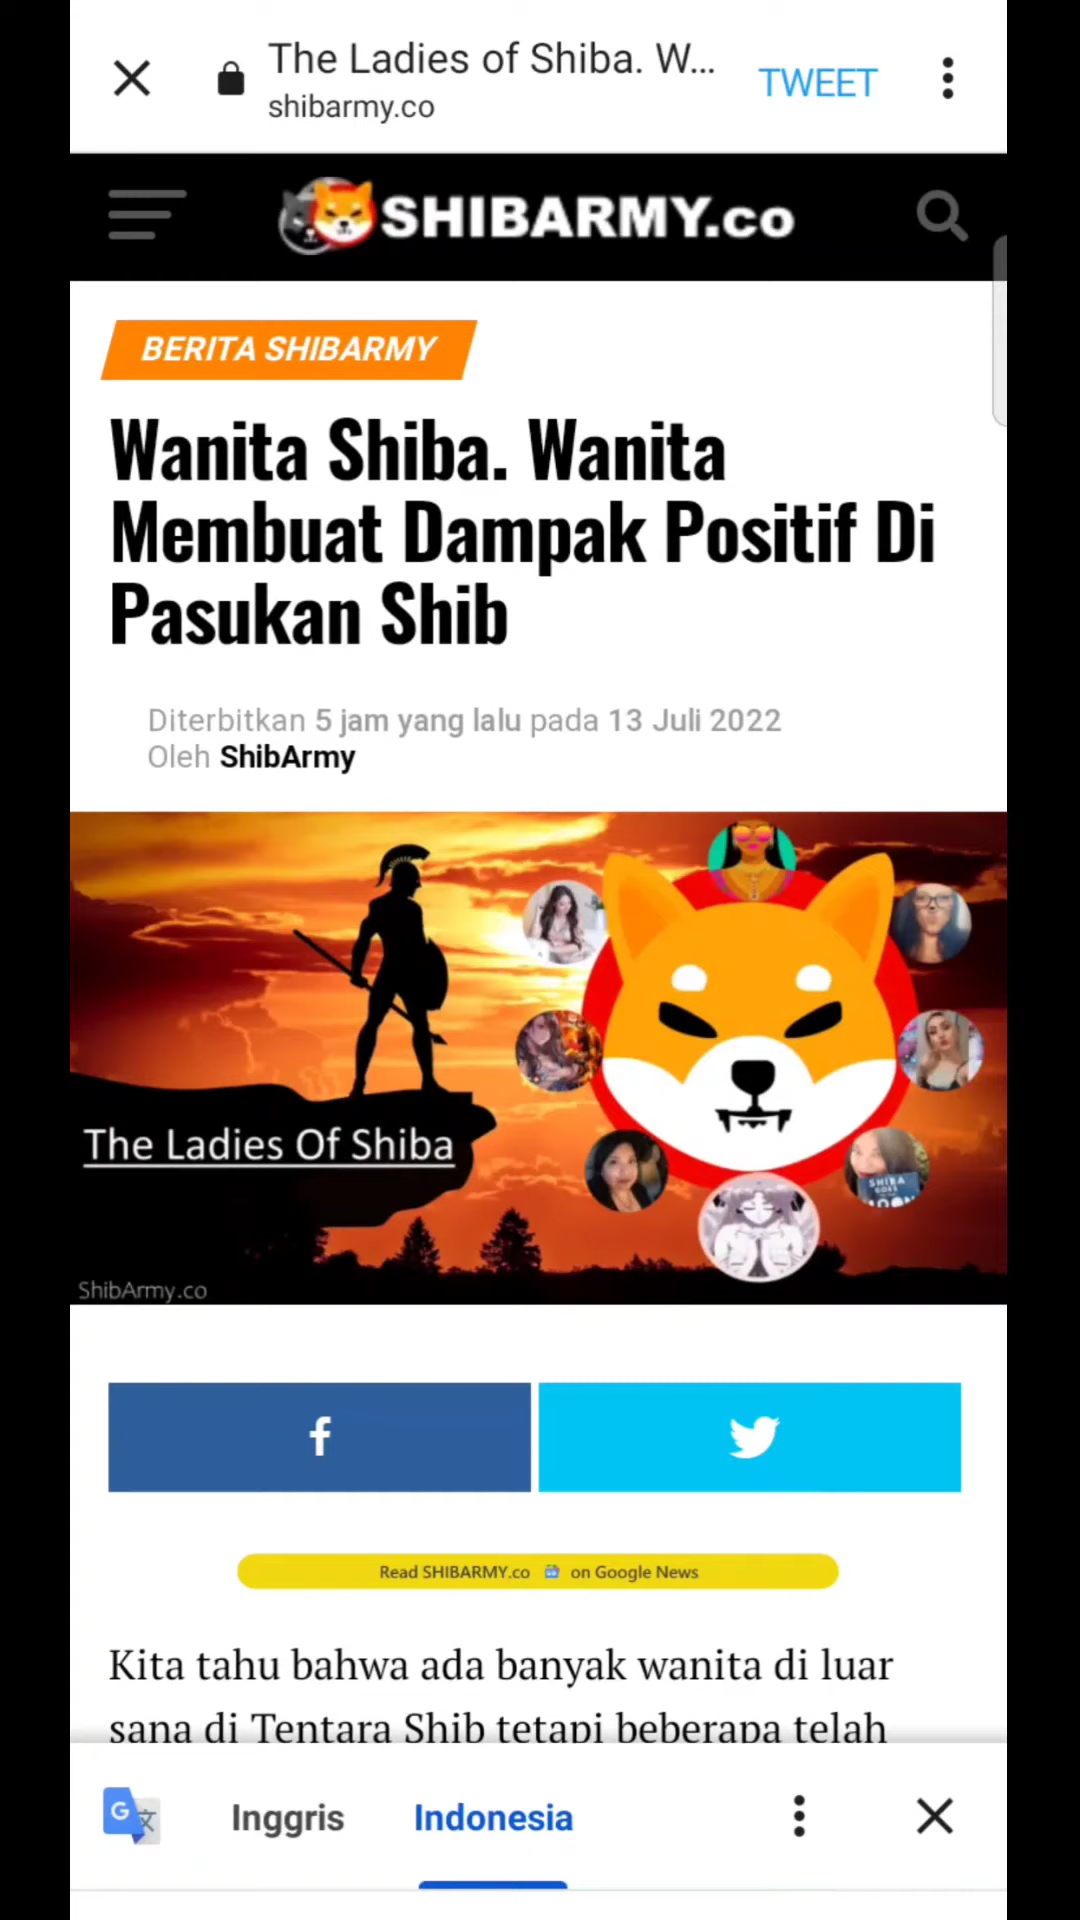 The Ladies of Shiba. W...
shibarmy.co
TWEET
SHIBARMY.co
BERITA SHIBARMY
Wanita Shiba. Wanita
Membuat Dampak Positif Di
Pasukan Shib
Diterbitkan 5 jam yang lalu pada 13 Juli 2022
Oleh ShibArmy
The Ladies Of Shiba
SHIBA
GOES
ShibArmy.co
f
Read SHIBARMY.co on Google News
Kita tahu bahwa ada banyak wanita di luar
sana di Tentara Shib tetapi beberapa telah
G
Inggris
Indonesia